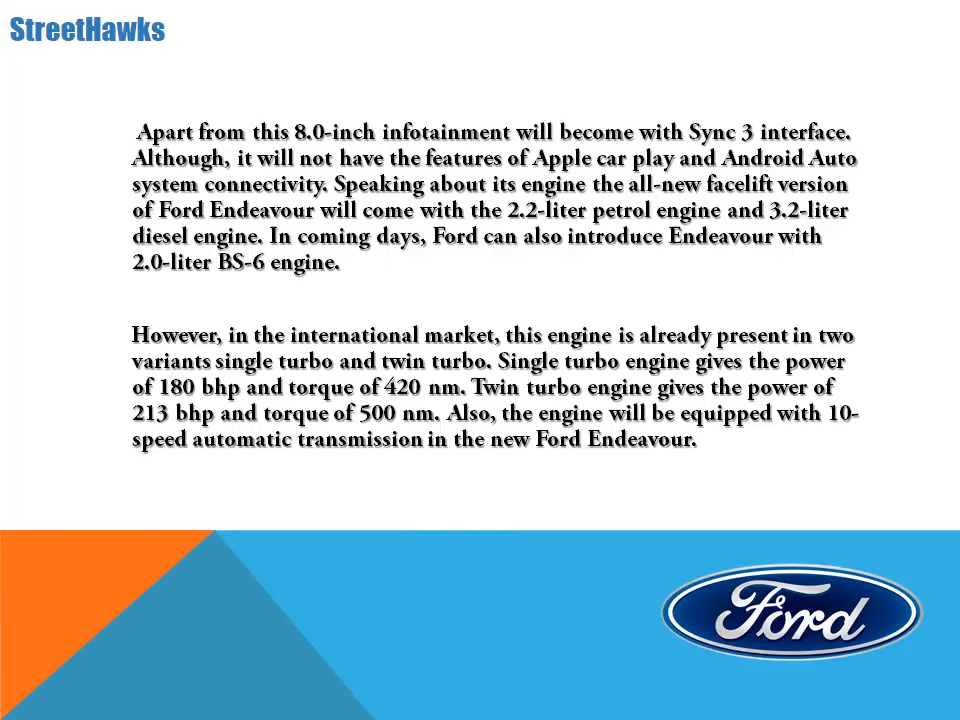 StreetHawks
Apart from this 8.0-inch infotainment will become with Sync 3 interface.
Although, it will not have the features of Apple car play and Android Auto
system connectivity. Speaking about its engine the all-new facelift version
of Ford Endeavour will come with the 2.2-liter petrol engine and 3.2-liter
diesel engine. In coming days, Ford can also introduce Endeavour with
2.0-liter BS-6 engine.
However, in the international market, this engine is already present in two
variants single turbo and twin turbo. Single turbo engine gives the power
of 180 bhp and torque of 420 nm. Twin turbo engine gives the power of
213 bhp and torque of 500 nm. Also, the engine will be equipped with 10-
speed automatic transmission in the new Ford Endeavour.
Ford